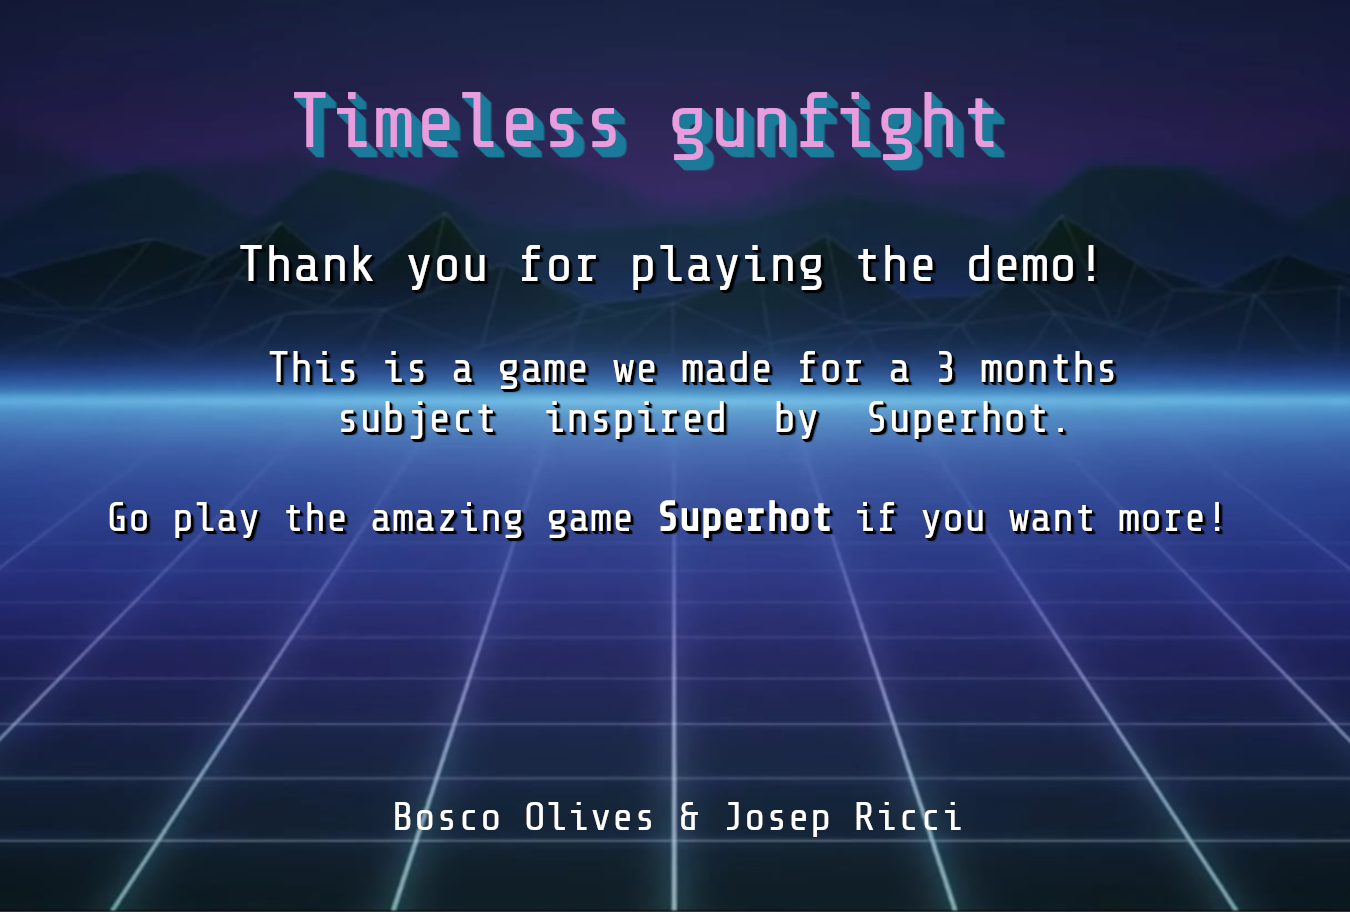 Timeless gunfight
Thank you for playing the demo!
This is a game we made for a 3 months
subject inspired by Superhot.
Go play the amazing game Superhot if you want more!
Bosco Olives & Josep Ricci